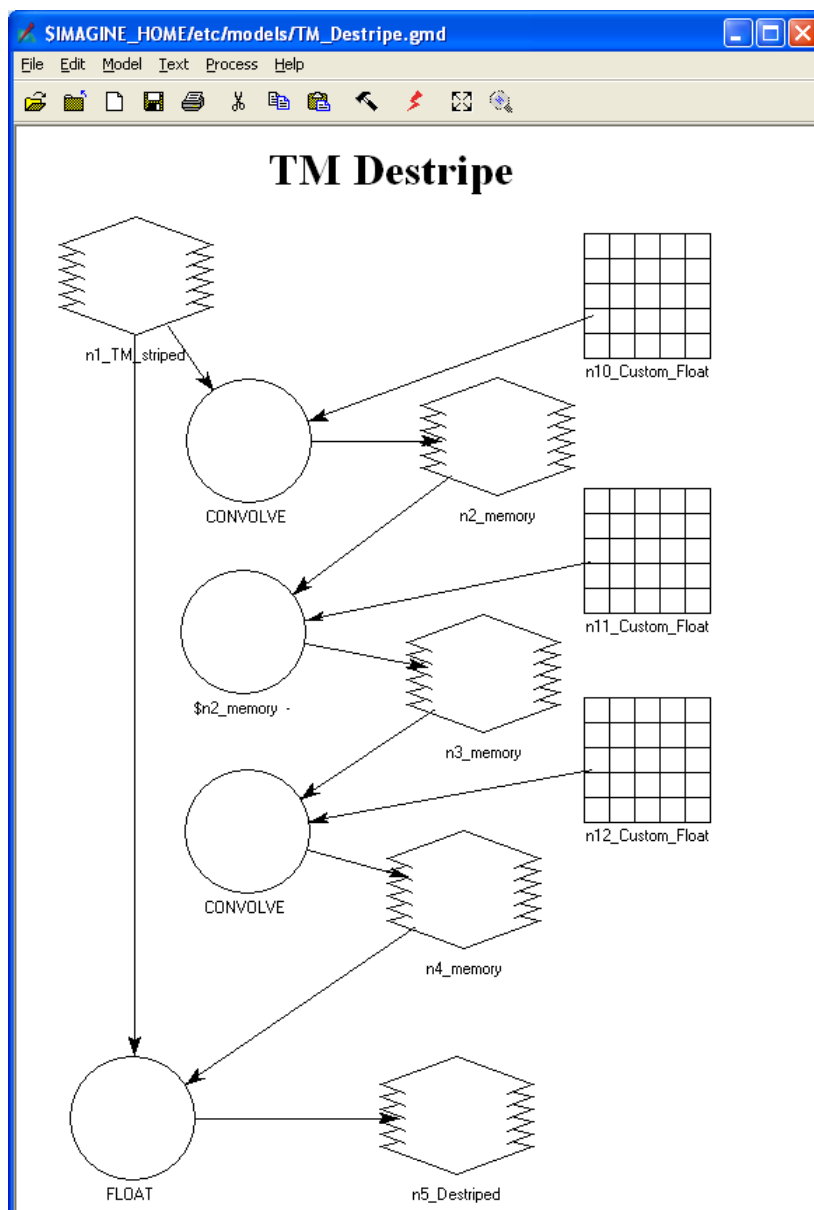 $IMAGINE_HOME/etc/models/TM_Destripe.gmd
File Edit Model Text Process Help
TM Destripe
n1_TM_striped
n10_Custom_Float
CONVOLVE
n2_memory
n11_Custom_Float
$n2_memory -
n3_memory
n12_Custom_Float
CONVOLVE
n4_memory
FLOAT
n5_Destriped